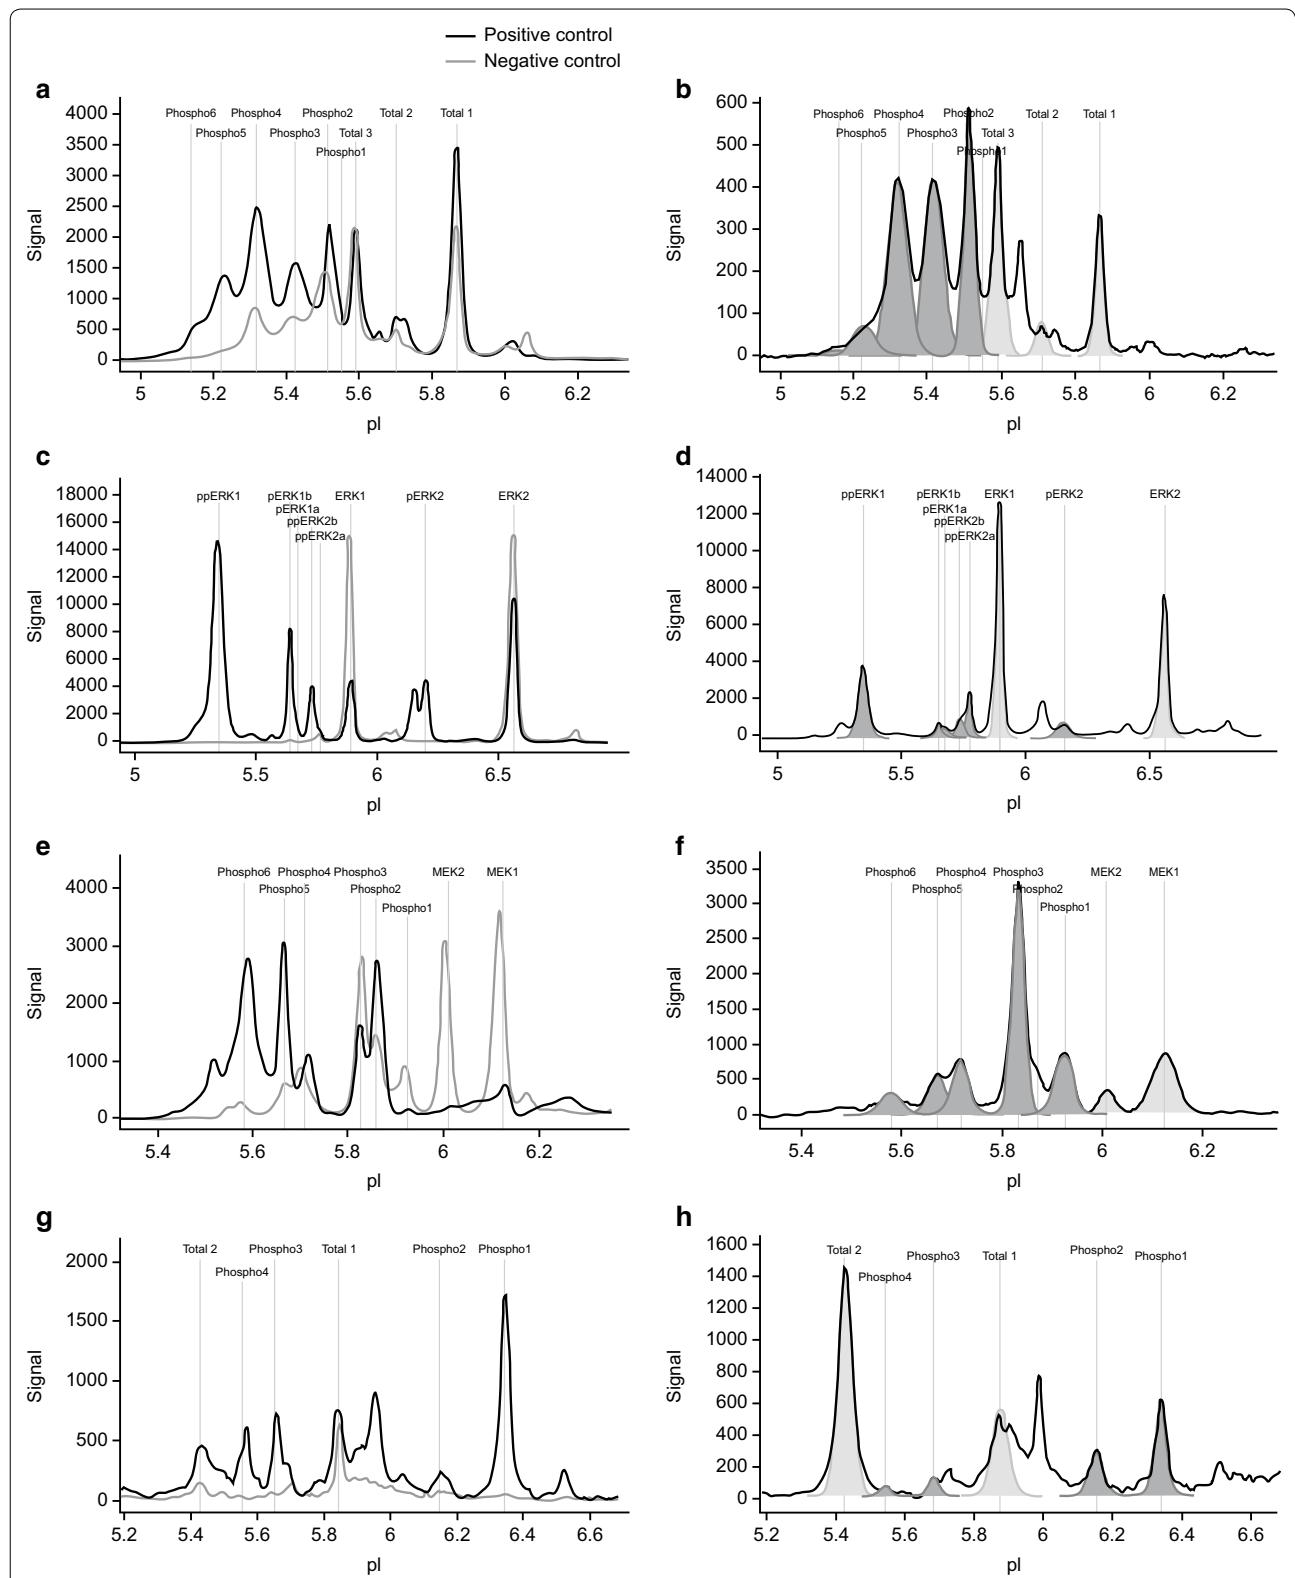 Positive control
Negative control
a
4000
3500
3000
2500
2000
1500
1000
500
0
Signal
Phospho6 Phospho4 Phospho2 Total 2 Total 1
Phospho5 Phospho3 Total 3
Phospho1
5 5.2 5.4 5.6 5.8 6 6.2
pI
b
600
500
400
300
200
100
0
Signal
Phospho6 Phospho4 Phospho2 Total 2 Total 1
Phospho5 Phospho3 Total 3
Phospho1
5 5.2 5.4 5.6 5.8 6 6.2
pI
c
18000
16000
14000
12000
10000
8000
6000
4000
2000
0
Signal
ppERK1 pERK1b ERK1 pERK2 ERK2
pERK1a
ppERK2b
ppERK2a
5 5.5 6 6.5
pI
d
14000
12000
10000
8000
6000
4000
2000
0
Signal
ppERK1 pERK1b ERK1 pERK2 ERK2
pERK1a
ppERK2b
ppERK2a
5 5.5 6 6.5
pI
e
4000
3000
2000
1000
0
Signal
Phospho6 Phospho4 Phospho3 MEK2 MEK1
Phospho5 Phospho2
Phospho1
5.4 5.6 5.8 6 6.2
pI
f
3500
3000
2500
2000
1500
1000
500
0
Signal
Phospho6 Phospho4 Phospho3 MEK2 MEK1
Phospho5 Phospho2
Phospho1
5.4 5.6 5.8 6 6.2
pI
g
2000
1500
1000
500
0
Signal
Total 2 Phospho3 Total 1 Phospho2 Phospho1
Phospho4
5.2 5.4 5.6 5.8 6 6.2 6.4 6.6
pI
h
1600
1400
1200
1000
800
600
400
200
0
Signal
Total 2 Phospho3 Total 1 Phospho2 Phospho1
Phospho4
5.2 5.4 5.6 5.8 6 6.2 6.4 6.6
pI